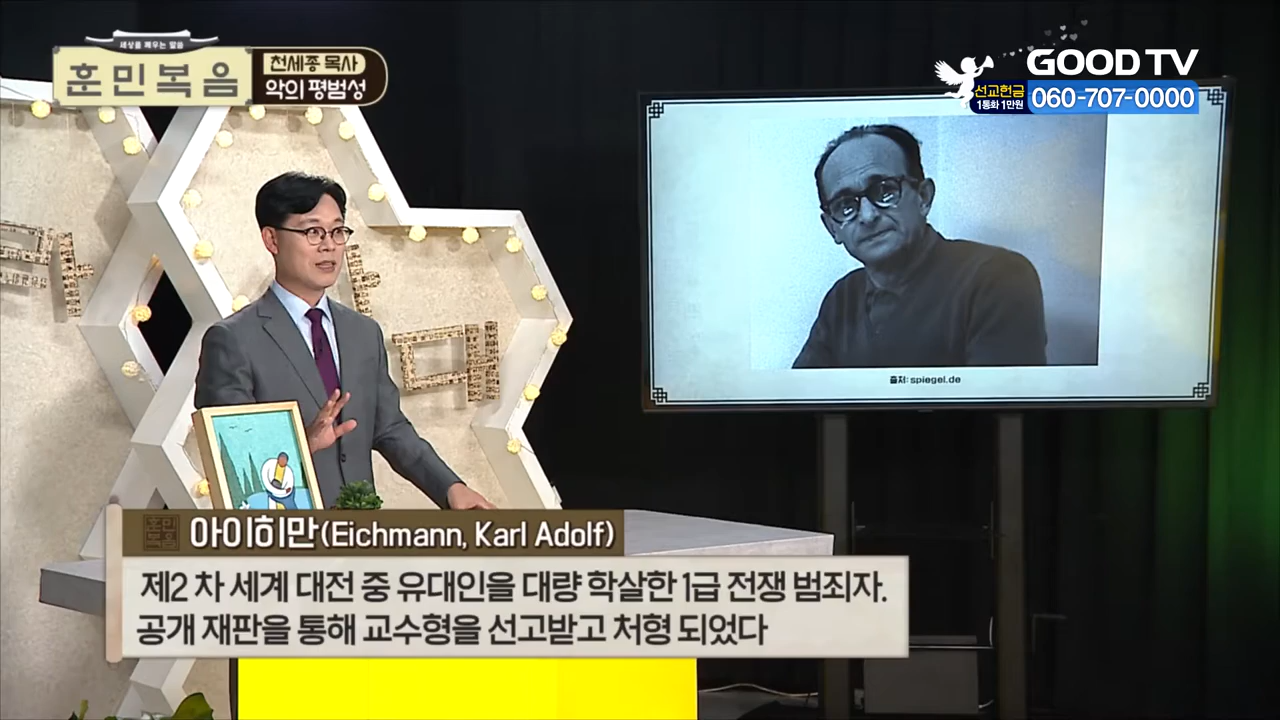 세상을 깨우는 말씀
훈민복음
천세종 목사
악의 평범성
GOOD TV
선교헌금
1통화 1만원
060-707-0000
출처: spiegel.de
훈민
복음
아이히만(Eichmann, Karl Adolf)
제2 차 세계 대전 중 유대인을 대량 학살한 1급 전쟁 범죄자.
공개 재판을 통해 교수형을 선고받고 처형 되었다